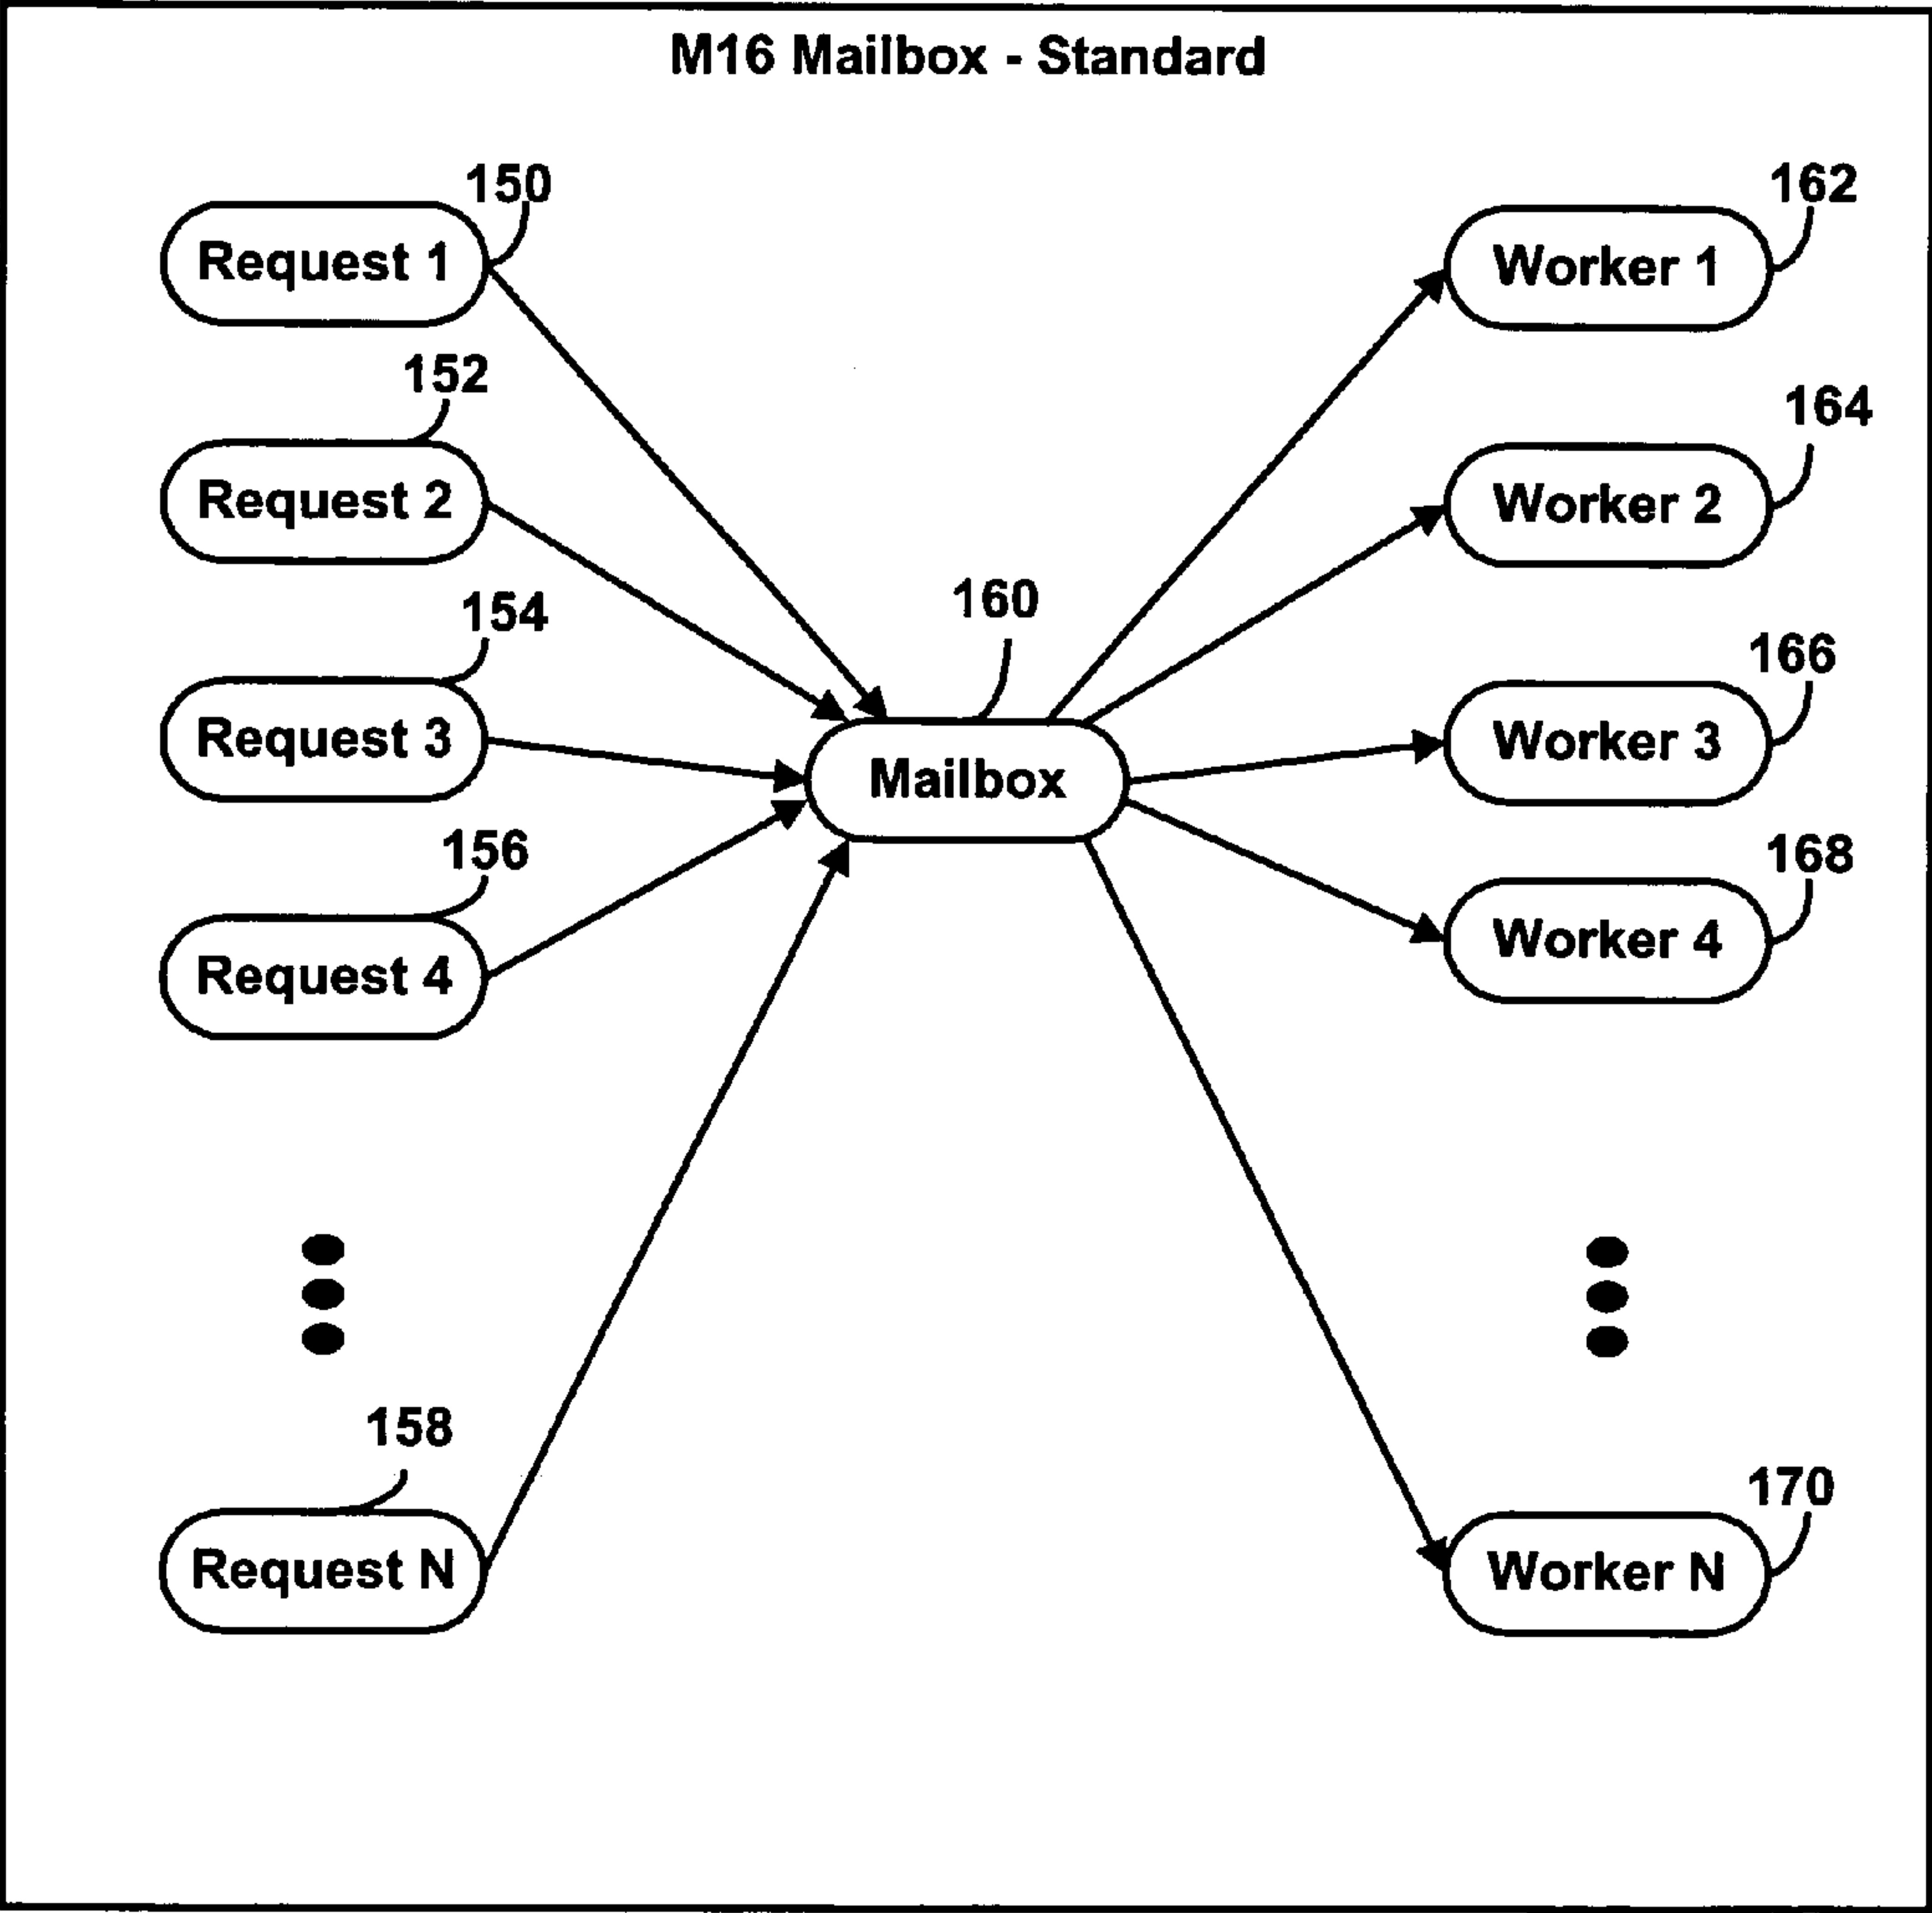 M16 Mailbox - Standard
150
Request 1
152
Request 2
154
Request 3
156
Request 4
158
Request N
160
Mailbox
162
Worker 1
164
Worker 2
166
Worker 3
168
Worker 4
170
Worker N